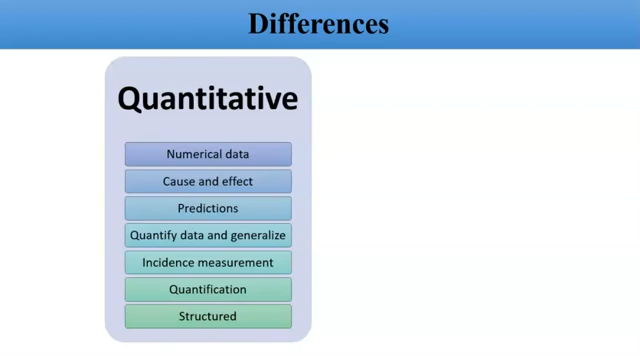 Differences
Quantitative
Numerical data
Cause and effect
Predictions
Quantify data and generalize
Incidence measurement
Quantification
Structured